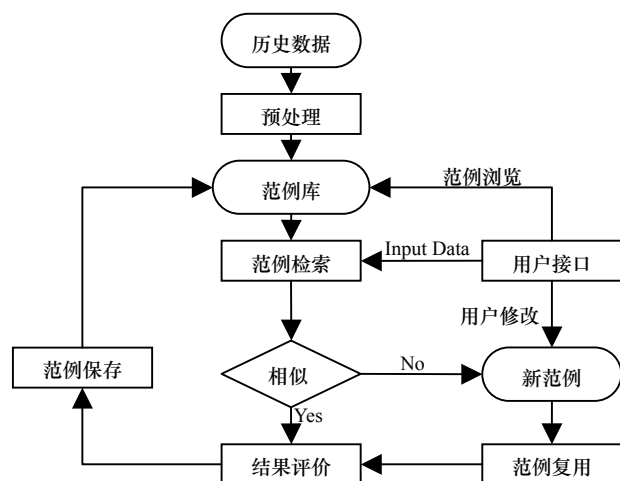 历史数据
预处理
范例库
范例浏览
范例检索
Input Data
用户接口
用户修改
范例保存
相似
No
新范例
Yes
结果评价
范例复用